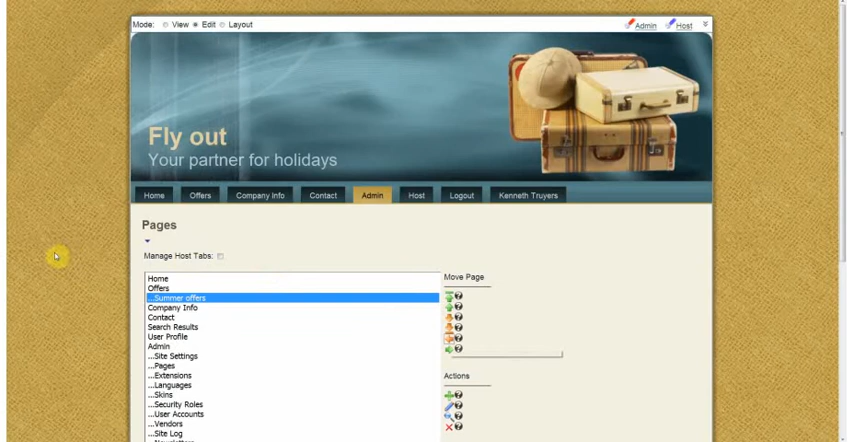 Mode: View Edit Layout Admin Host
Fly out
Your partner for holidays
Home Offers Company Info Contact Admin Host Logout Kenneth Truyers
Pages
Manage Host Tabs:
Move Page
Home
Offers
...Summer offers
Company Info
Contact
Search Results
User Profile
Admin
...Site Settings
...Pages
...Extensions
...Languages
...Skins
...Security Roles
...User Accounts
...Vendors
...Site Log
Actions